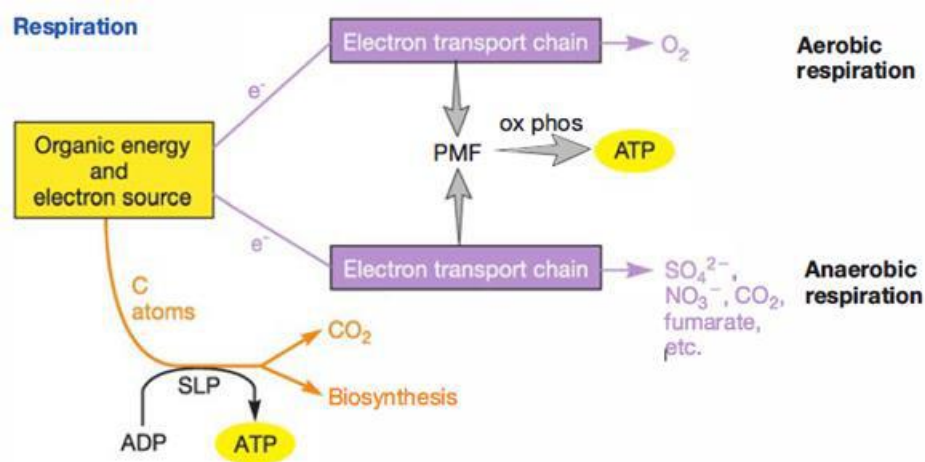 Respiration
Electron transport chain
O₂
Aerobic
respiration
e⁻
ox phos
Organic energy
and
electron source
PMF
ATP
e⁻
Electron transport chain
SO₄²⁻,
NO₃⁻, CO₂,
fumarate,
etc.
Anaerobic
respiration
C
atoms
CO₂
SLP
Biosynthesis
ADP
ATP